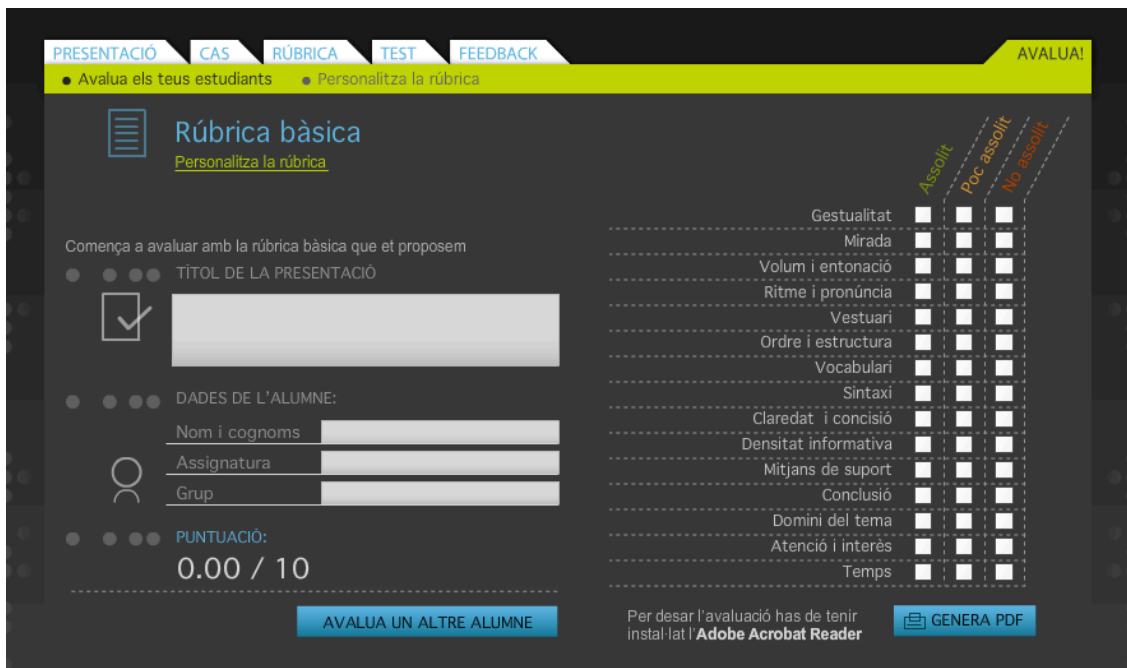 PRESENTACIÓ CAS RÚBRICA TEST FEEDBACK AVALUA!
Avalua els teus estudiants Personalitza la rúbrica
Rúbrica bàsica
Personalitza la rúbrica
Comença a avaluar amb la rúbrica bàsica que et proposem
TÍTOL DE LA PRESENTACIÓ
DADES DE L'ALUMNE:
Nom i cognoms
Assignatura
Grup
PUNTUACIÓ:
0.00 / 10
AVALUA UN ALTRE ALUMNE
Assolit Poc assolit No assolit
Gestualitat
Mirada
Volum i entonació
Ritme i pronúncia
Vestuari
Ordre i estructura
Vocabulari
Sintaxi
Claredat i concisió
Densitat informativa
Mitjans de suport
Conclusió
Domini del tema
Atenció i interès
Temps
Per desar l'avaluació has de tenir
instal·lat l'Adobe Acrobat Reader
GENERA PDF